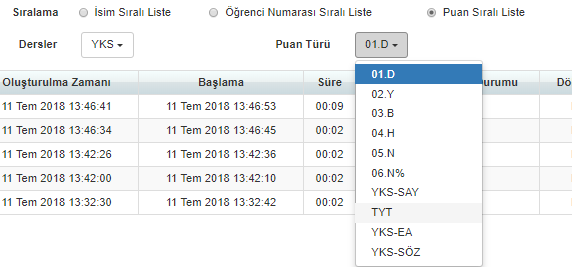 Sıralama İsim Sıralı Liste Öğrenci Numarası Sıralı Liste Puan Sıralı Liste
Dersler YKS Puan Türü 01.D
Oluşturulma Zamanı Başlama Süre urumu Dö
11 Tem 2018 13:46:41 11 Tem 2018 13:46:53 00:09
11 Tem 2018 13:46:34 11 Tem 2018 13:46:45 00:02
11 Tem 2018 13:42:26 11 Tem 2018 13:42:36 00:02
11 Tem 2018 13:42:00 11 Tem 2018 13:42:10 00:02
11 Tem 2018 13:32:30 11 Tem 2018 13:32:42 00:02
01.D
02.Y
03.B
04.H
05.N
06.N%
YKS-SAY
TYT
YKS-EA
YKS-SÖZ